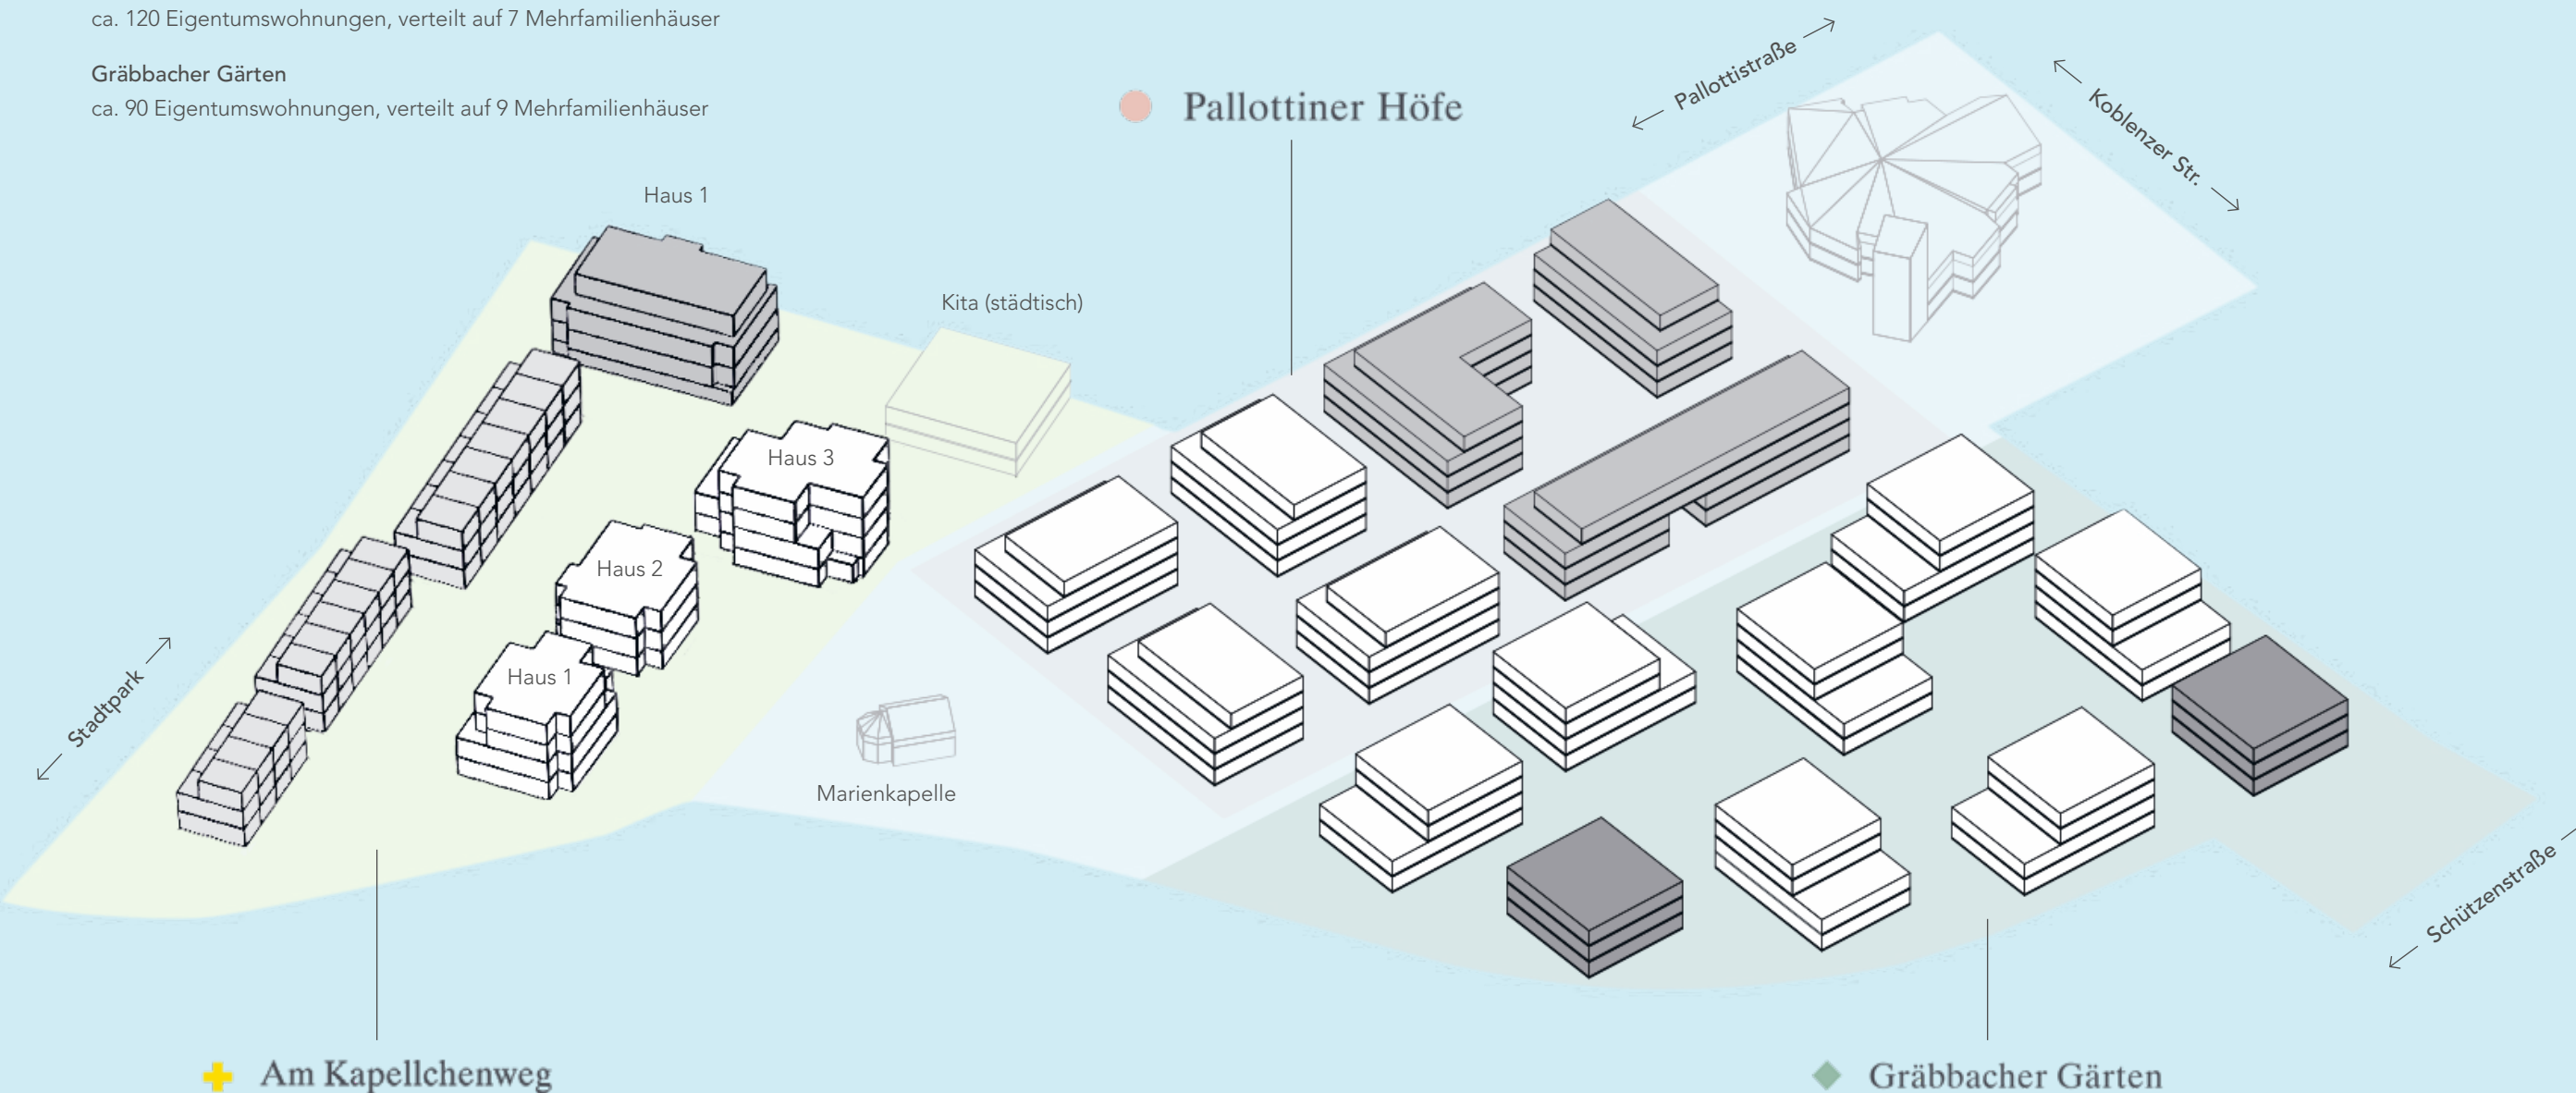 ca. 120 Eigentumswohnungen, verteilt auf 7 Mehrfamilienhäuser
Gräbbacher Gärten
ca. 90 Eigentumswohnungen, verteilt auf 9 Mehrfamilienhäuser
Pallottiner Höfe
Pallottistraße
Koblenzer Str.
Haus 1
Kita (städtisch)
Haus 3
Haus 2
Haus 1
Stadtpark
Marienkapelle
Schützenstraße
Am Kapellchenweg
Gräbbacher Gärten